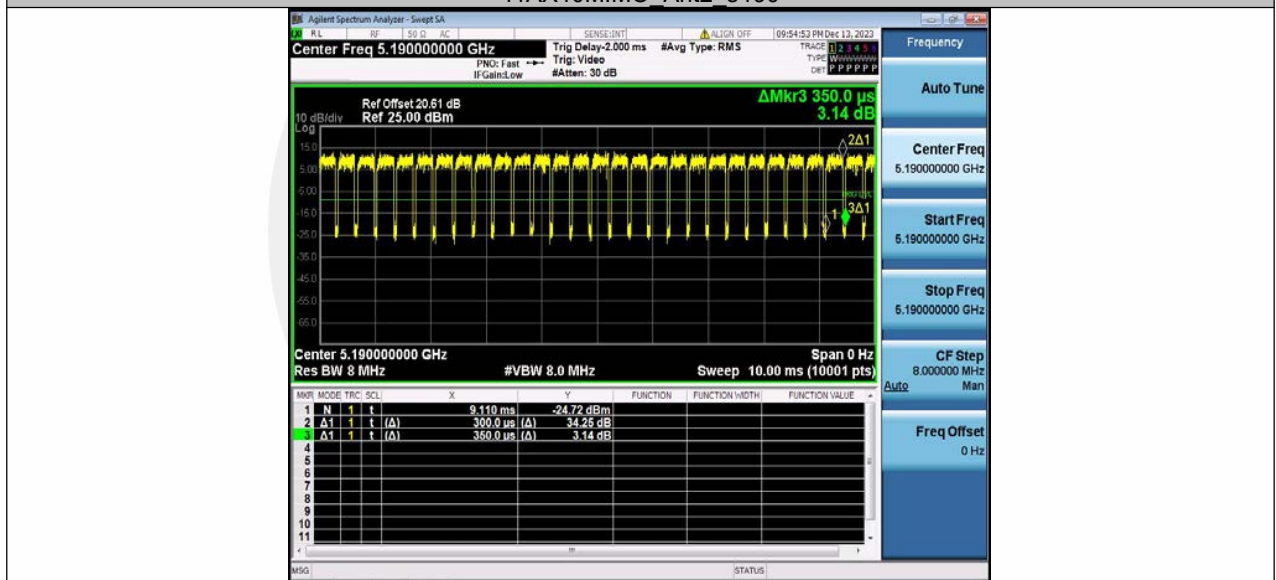 Agilent Spectrum Analyzer - Swept SA
RL RF 50 Ω AC SENSE:INT ALIGN OFF 09:54:53 PM Dec 13, 2023
Center Freq 5.190000000 GHz
PNO: Fast
IFGain:Low
Trig Delay-2.000 ms
Trig: Video
#Atten: 30 dB
#Avg Type: RMS
TRACE 1 2 3 4 5 6
TYPE
DET P P P P P P
ΔMkr3 350.0 µs
3.14 dB
Ref Offset 20.61 dB
10 dB/div Ref 25.00 dBm
Log
15.0
5.00
-5.00
-15.0
-25.0
-35.0
-45.0
-55.0
-65.0
2Δ1
1 3Δ1
Center 5.190000000 GHz Span 0 Hz
Res BW 8 MHz #VBW 8.0 MHz Sweep 10.00 ms (10001 pts)
MKR MODE TRC SCL X Y FUNCTION FUNCTION WIDTH FUNCTION VALUE
1 N 1 t 9.110 ms -24.72 dBm
2 Δ1 1 t (Δ) 300.0 µs (Δ) 34.25 dB
3 Δ1 1 t (Δ) 350.0 µs (Δ) 3.14 dB
4
5
6
7
8
9
10
11
MSG STATUS
Frequency
Auto Tune
Center Freq
5.190000000 GHz
Start Freq
5.190000000 GHz
Stop Freq
5.190000000 GHz
CF Step
8.000000 MHz
Auto Man
Freq Offset
0 Hz